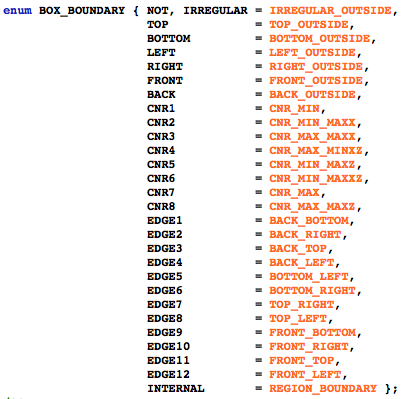 enum BOX_BOUNDARY { NOT, IRREGULAR = IRREGULAR_OUTSIDE,
TOP = TOP_OUTSIDE,
BOTTOM = BOTTOM_OUTSIDE,
LEFT = LEFT_OUTSIDE,
RIGHT = RIGHT_OUTSIDE,
FRONT = FRONT_OUTSIDE,
BACK = BACK_OUTSIDE,
CNR1 = CNR_MIN,
CNR2 = CNR_MIN_MAXX,
CNR3 = CNR_MAX_MAXX,
CNR4 = CNR_MAX_MINXZ,
CNR5 = CNR_MIN_MAXZ,
CNR6 = CNR_MIN_MAXXZ,
CNR7 = CNR_MAX,
CNR8 = CNR_MAX_MAXZ,
EDGE1 = BACK_BOTTOM,
EDGE2 = BACK_RIGHT,
EDGE3 = BACK_TOP,
EDGE4 = BACK_LEFT,
EDGE5 = BOTTOM_LEFT,
EDGE6 = BOTTOM_RIGHT,
EDGE7 = TOP_RIGHT,
EDGE8 = TOP_LEFT,
EDGE9 = FRONT_BOTTOM,
EDGE10 = FRONT_RIGHT,
EDGE11 = FRONT_TOP,
EDGE12 = FRONT_LEFT,
INTERNAL = REGION_BOUNDARY };